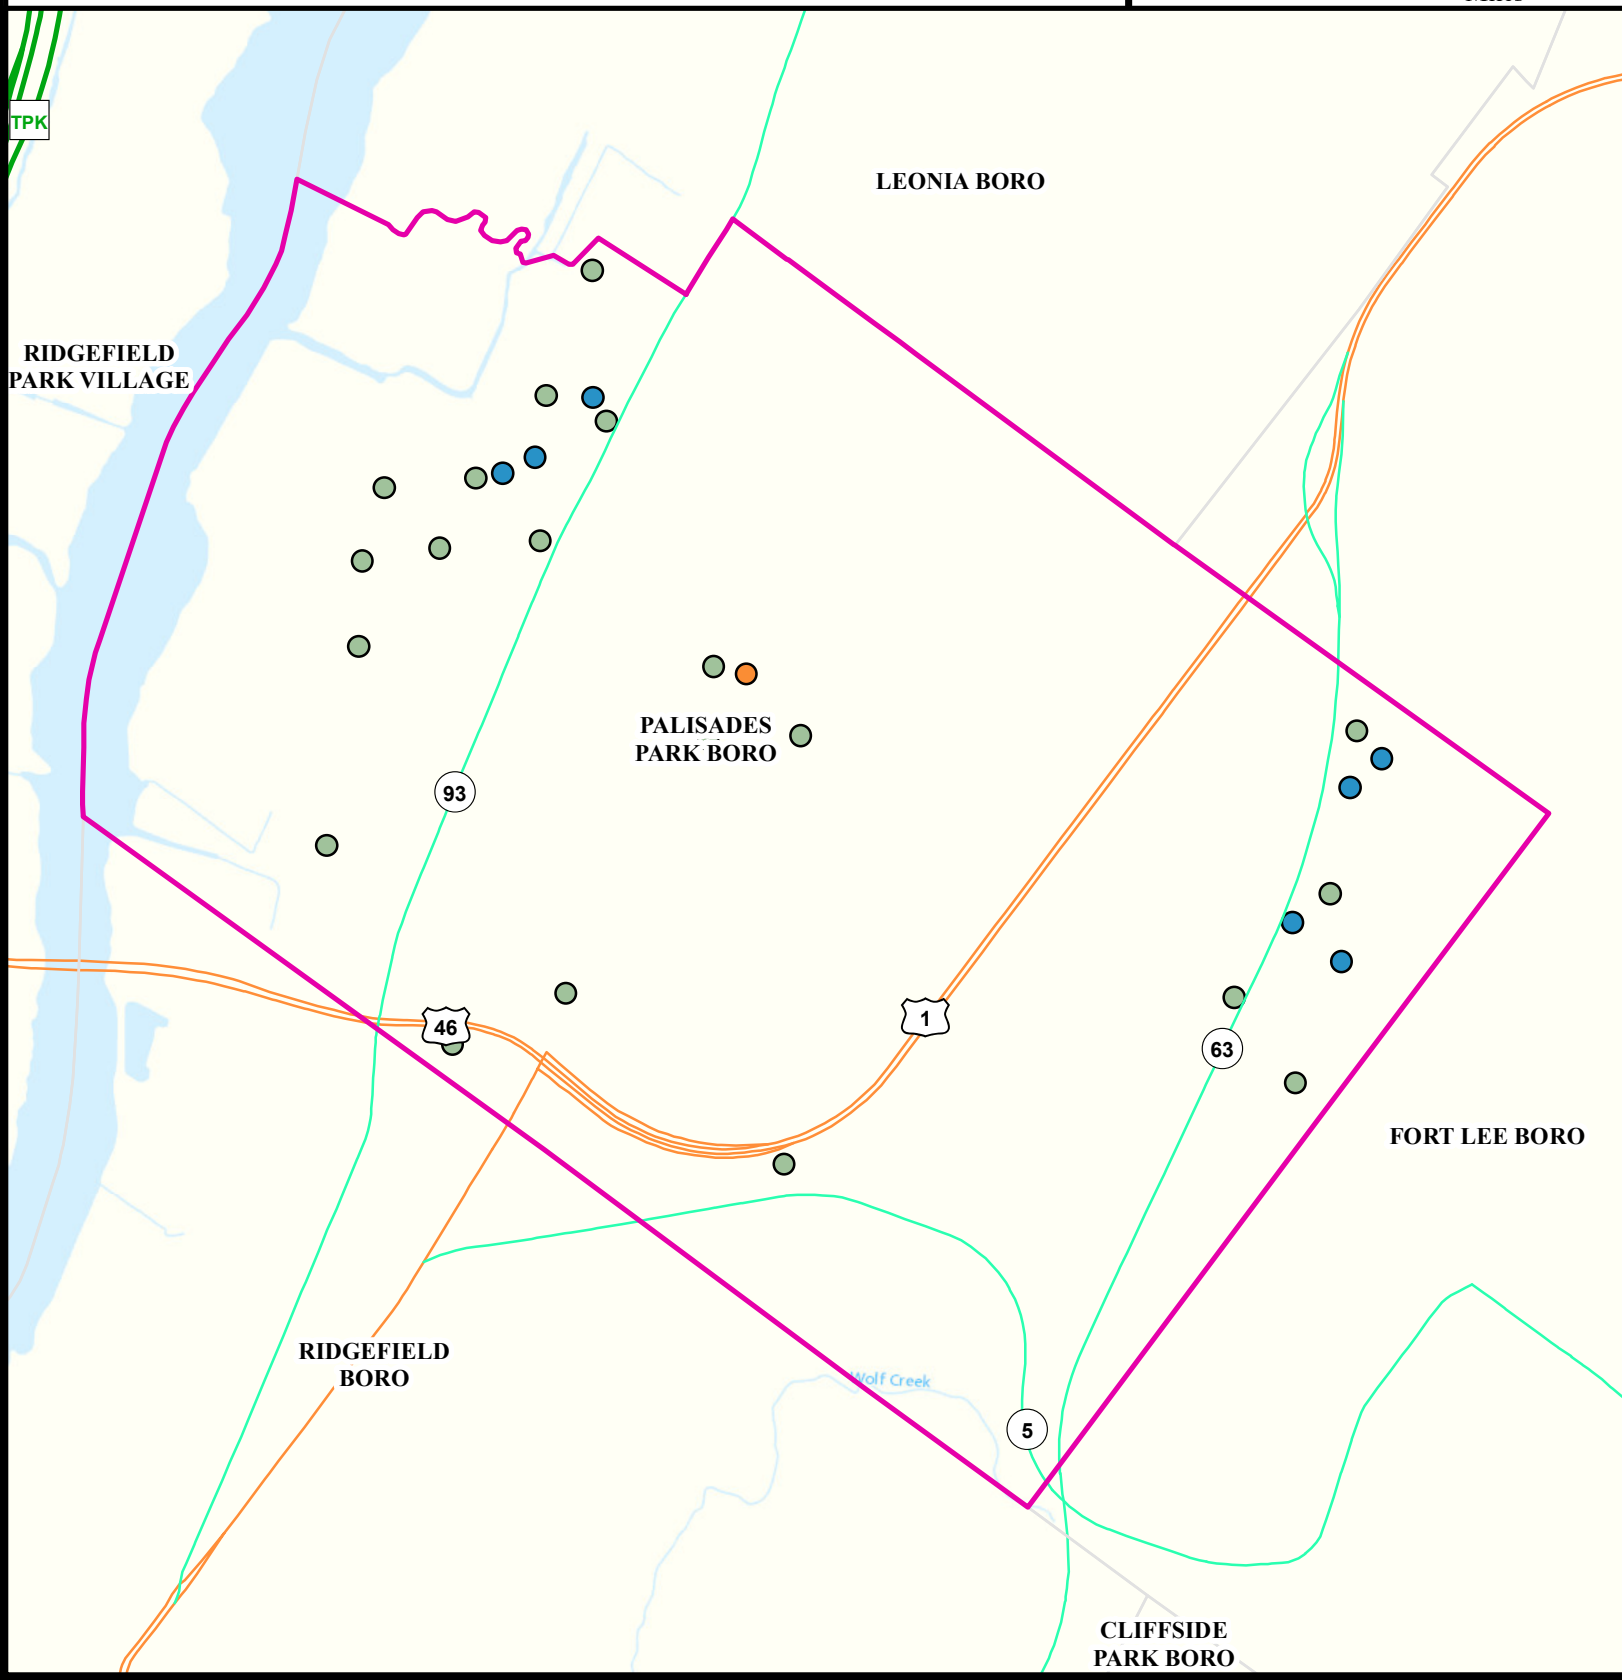 TPK
LEONIA BORO
RIDGEFIELD
PARK VILLAGE
PALISADES
PARK BORO
93
46
1
63
FORT LEE BORO
RIDGEFIELD
BORO
Wolf Creek
5
CLIFFSIDE
PARK BORO